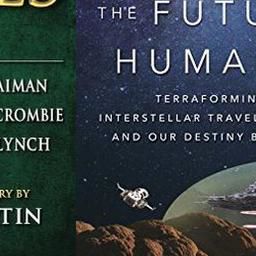 AIMAN
CROMBIE
LYNCH
RY BY
TIN
THE FUTU
HUMA
TERRAFORMIN
INTERSTELLAR TRAVEL
AND OUR DESTINY B